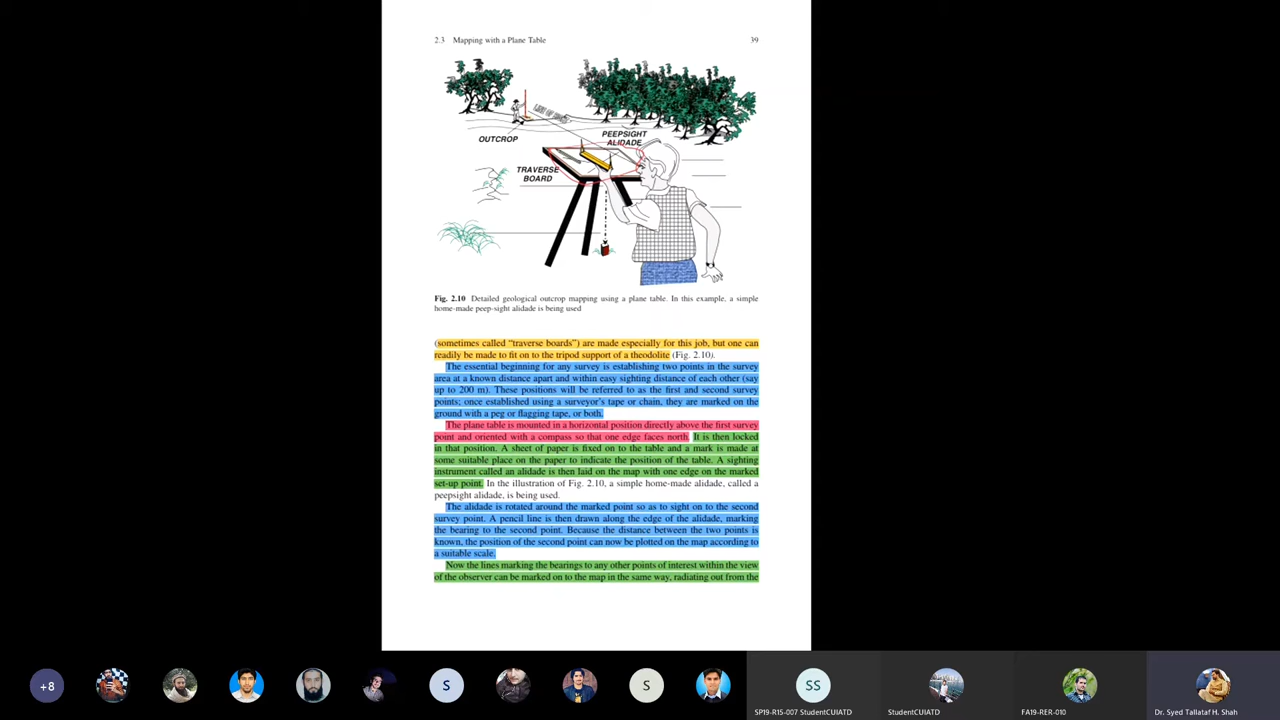 2.3 Mapping with a Plane Table 39
LINE OF SIGHT
OUTCROP
PEEPSIGHT
ALIDADE
TRAVERSE
BOARD
Fig. 2.10 Detailed geological outcrop mapping using a plane table. In this example, a simple
home-made peep-sight alidade is being used
(sometimes called “traverse boards”) are made especially for this job, but one can
readily be made to fit on to the tripod support of a theodolite (Fig. 2.10).
The essential beginning for any survey is establishing two points in the survey
area at a known distance apart and within easy sighting distance of each other (say
up to 200 m). These positions will be referred to as the first and second survey
points; once established using a surveyor’s tape or chain, they are marked on the
ground with a peg or flagging tape, or both.
The plane table is mounted in a horizontal position directly above the first survey
point and oriented with a compass so that one edge faces north. It is then locked
in that position. A sheet of paper is fixed on to the table and a mark is made at
some suitable place on the paper to indicate the position of the table. A sighting
instrument called an alidade is then laid on the map with one edge on the marked
set-up point. In the illustration of Fig. 2.10, a simple home-made alidade, called a
peepsight alidade, is being used.
The alidade is rotated around the marked point so as to sight on to the second
survey point. A pencil line is then drawn along the edge of the alidade, marking
the bearing to the second point. Because the distance between the two points is
known, the position of the second point can now be plotted on the map according to
a suitable scale.
Now the lines marking the bearings to any other points of interest within the view
of the observer can be marked on to the map in the same way, radiating out from the
+8
S
S
SS
SP19-R1S-007 StudentCUIATD
StudentCUIATD
FA19-RER-010
Dr. Syed Tallataf H. Shah